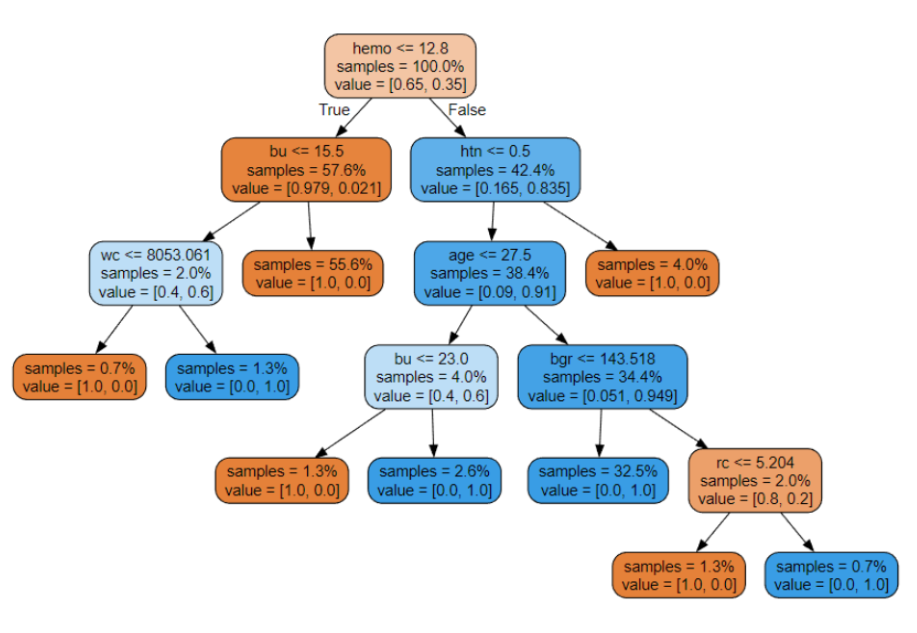 hemo <= 12.8
samples = 100.0%
value = [0.65, 0.35]
True
False
bu <= 15.5
samples = 57.6%
value = [0.979, 0.021]
htn <= 0.5
samples = 42.4%
value = [0.165, 0.835]
wc <= 8053.061
samples = 2.0%
value = [0.4, 0.6]
samples = 55.6%
value = [1.0, 0.0]
age <= 27.5
samples = 38.4%
value = [0.09, 0.91]
samples = 4.0%
value = [1.0, 0.0]
samples = 0.7%
value = [1.0, 0.0]
samples = 1.3%
value = [0.0, 1.0]
bu <= 23.0
samples = 4.0%
value = [0.4, 0.6]
bgr <= 143.518
samples = 34.4%
value = [0.051, 0.949]
samples = 1.3%
value = [1.0, 0.0]
samples = 2.6%
value = [0.0, 1.0]
samples = 32.5%
value = [0.0, 1.0]
rc <= 5.204
samples = 2.0%
value = [0.8, 0.2]
samples = 1.3%
value = [1.0, 0.0]
samples = 0.7%
value = [0.0, 1.0]